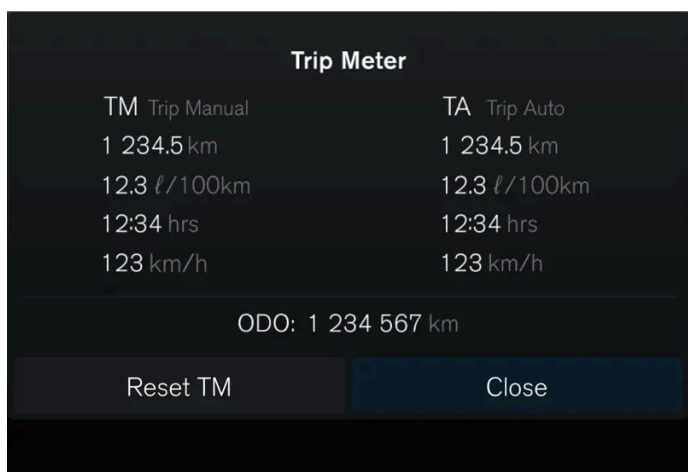 Trip Meter
TM Trip Manual
TA Trip Auto
1 234.5 km
1 234.5 km
12.3 ℓ/100km
12.3 ℓ/100km
12:34 hrs
12:34 hrs
123 km/h
123 km/h
ODO: 1 234 567 km
Reset TM
Close